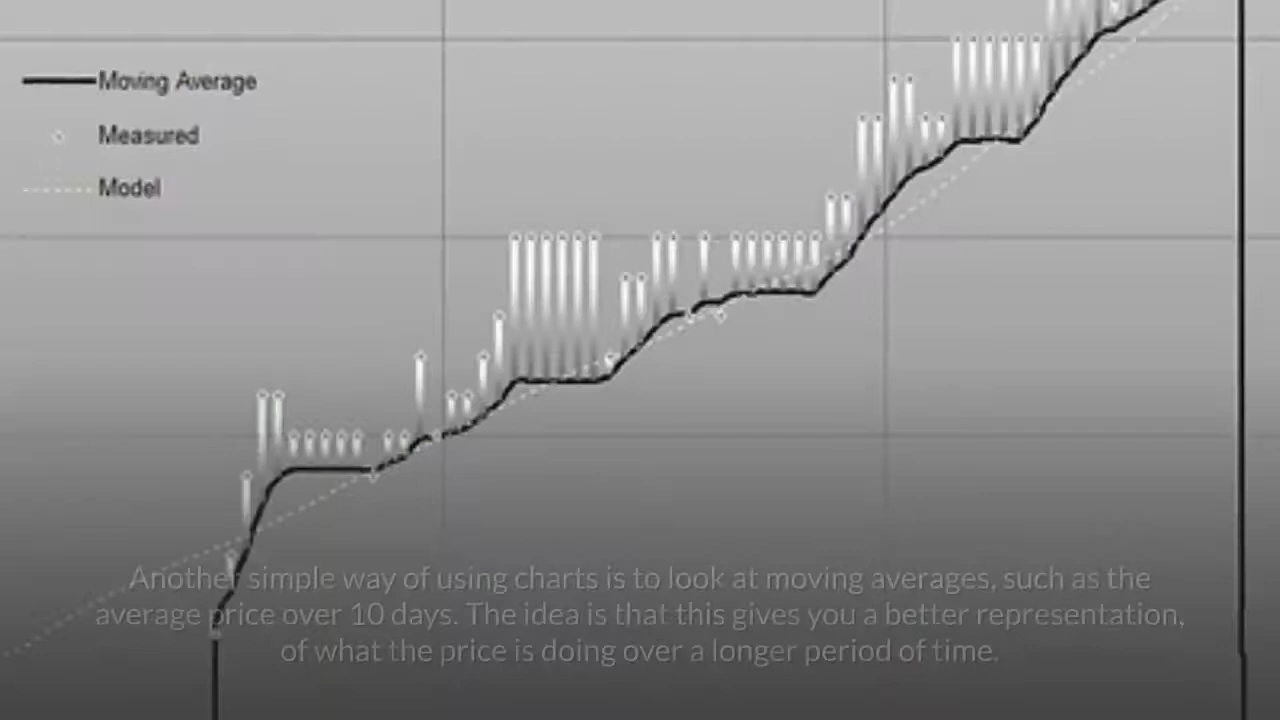 Moving Average
Measured
Model
Another simple way of using charts is to look at moving averages, such as the
average price over 10 days. The idea is that this gives you a better representation,
of what the price is doing over a longer period of time.